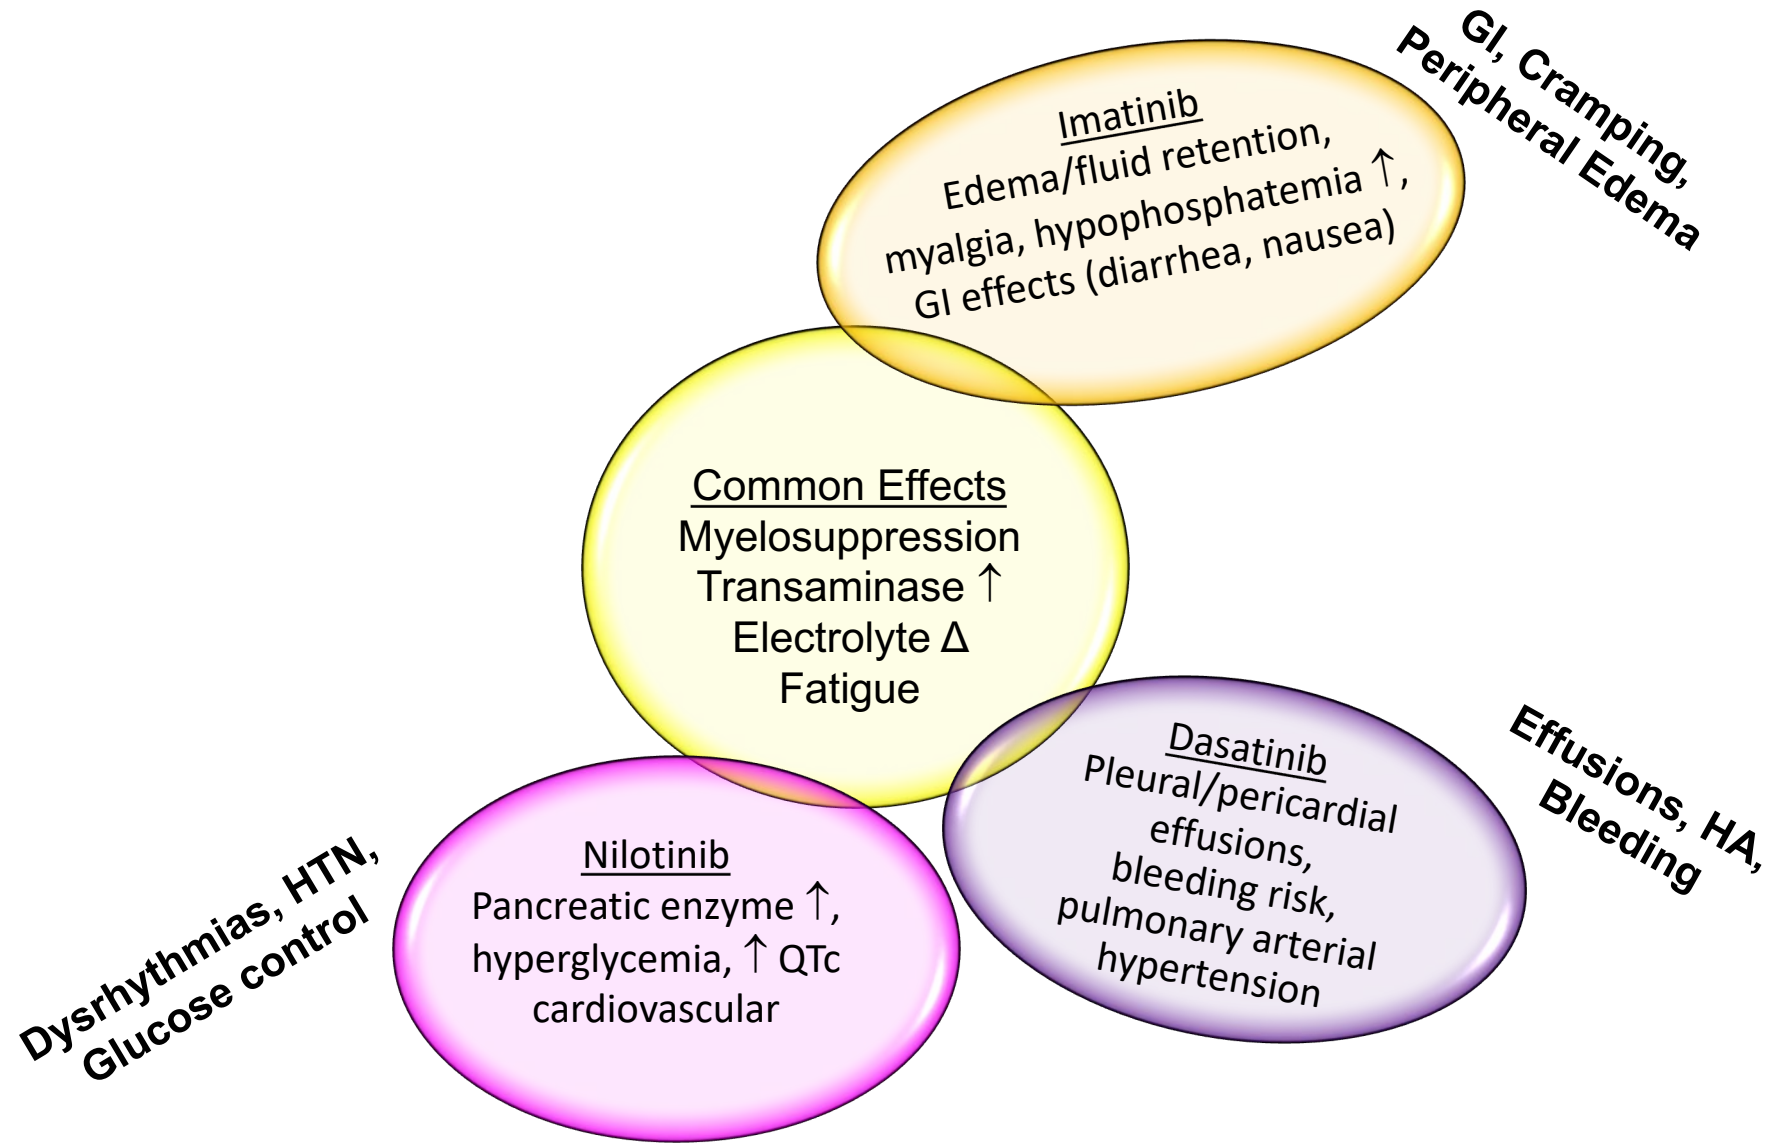 GI, Cramping,
Peripheral Edema
Imatinib
Edema/fluid retention,
myalgia, hypophosphatemia ↑,
GI effects (diarrhea, nausea)
Common Effects
Myelosuppression
Transaminase ↑
Electrolyte Δ
Fatigue
Dasatinib
Pleural/pericardial
effusions,
bleeding risk,
pulmonary arterial
hypertension
Effusions, HA,
Bleeding
Nilotinib
Pancreatic enzyme ↑,
hyperglycemia, ↑ QTc
cardiovascular
Dysrhythmias, HTN,
Glucose control